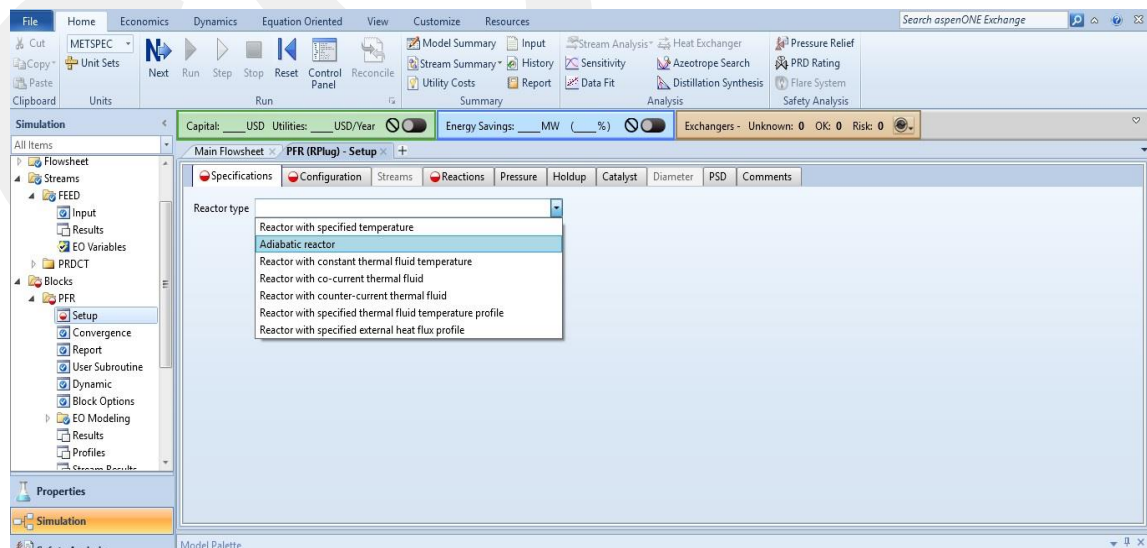 File Home Economics Dynamics Equation Oriented View Customize Resources Search aspenONE Exchange
Cut METSPEC Model Summary Input Stream Analysis Heat Exchanger Pressure Relief
Copy Unit Sets Next Run Step Stop Reset Control Panel Reconcile Stream Summary History Sensitivity Azeotrope Search PRD Rating
Paste Utility Costs Report Data Fit Distillation Synthesis Flare System
Clipboard Units Run Summary Analysis Safety Analysis
Simulation Capital: ____USD Utilities: ____USD/Year Energy Savings: ____MW (____%) Exchangers - Unknown: 0 OK: 0 Risk: 0
All Items Main Flowsheet PFR (RPlug) - Setup +
Flowsheet
Streams
FEED
Input
Results
EO Variables
PRDCT
Blocks
PFR
Setup
Convergence
Report
User Subroutine
Dynamic
Block Options
EO Modeling
Results
Profiles
Stream Results
Properties
Simulation
Specifications Configuration Streams Reactions Pressure Holdup Catalyst Diameter PSD Comments
Reactor type
Reactor with specified temperature
Adiabatic reactor
Reactor with constant thermal fluid temperature
Reactor with co-current thermal fluid
Reactor with counter-current thermal fluid
Reactor with specified thermal fluid temperature profile
Reactor with specified external heat flux profile
Model Palette